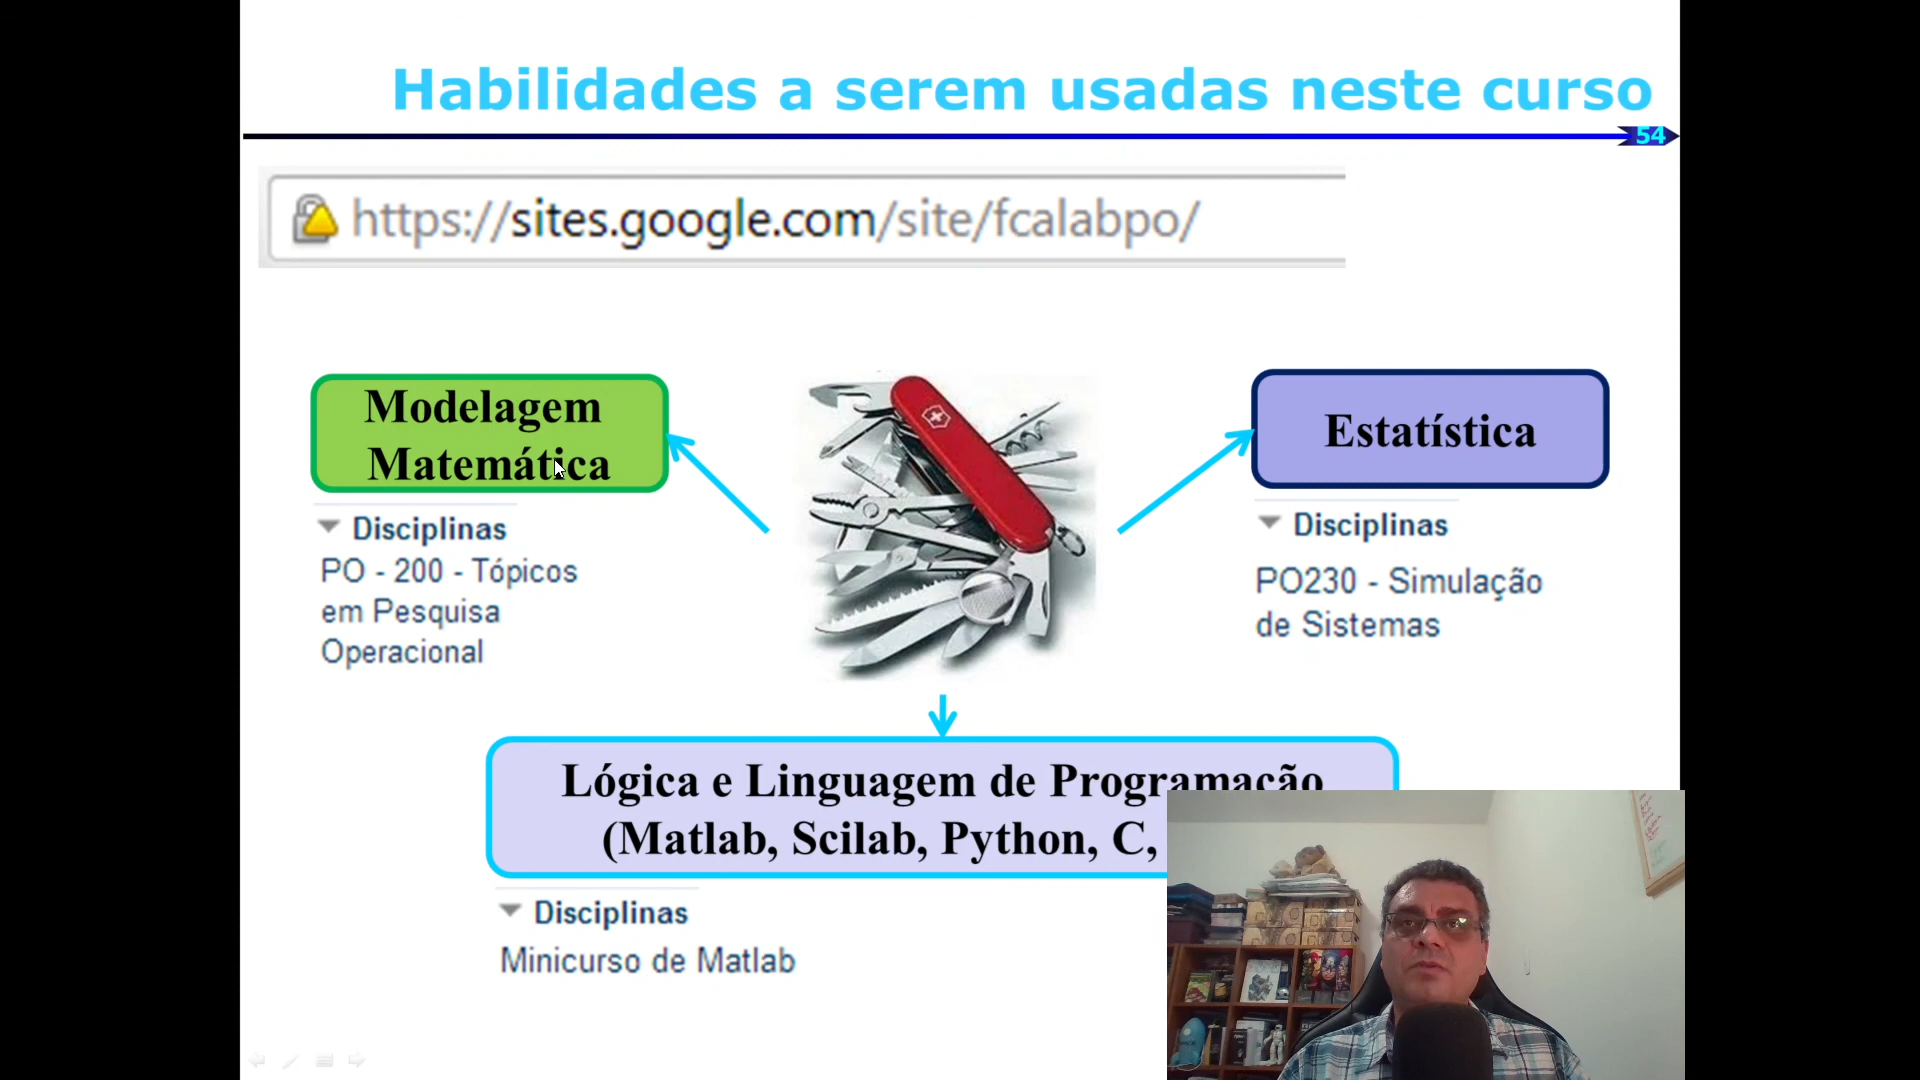 Habilidades a serem usadas neste curso
54
https://sites.google.com/site/fcalabpo/
Modelagem
Matemática
Disciplinas
PO - 200 - Tópicos
em Pesquisa
Operacional
Estatística
Disciplinas
PO230 - Simulação
de Sistemas
Lógica e Linguagem de Programação
(Matlab, Scilab, Python, C,
Disciplinas
Minicurso de Matlab